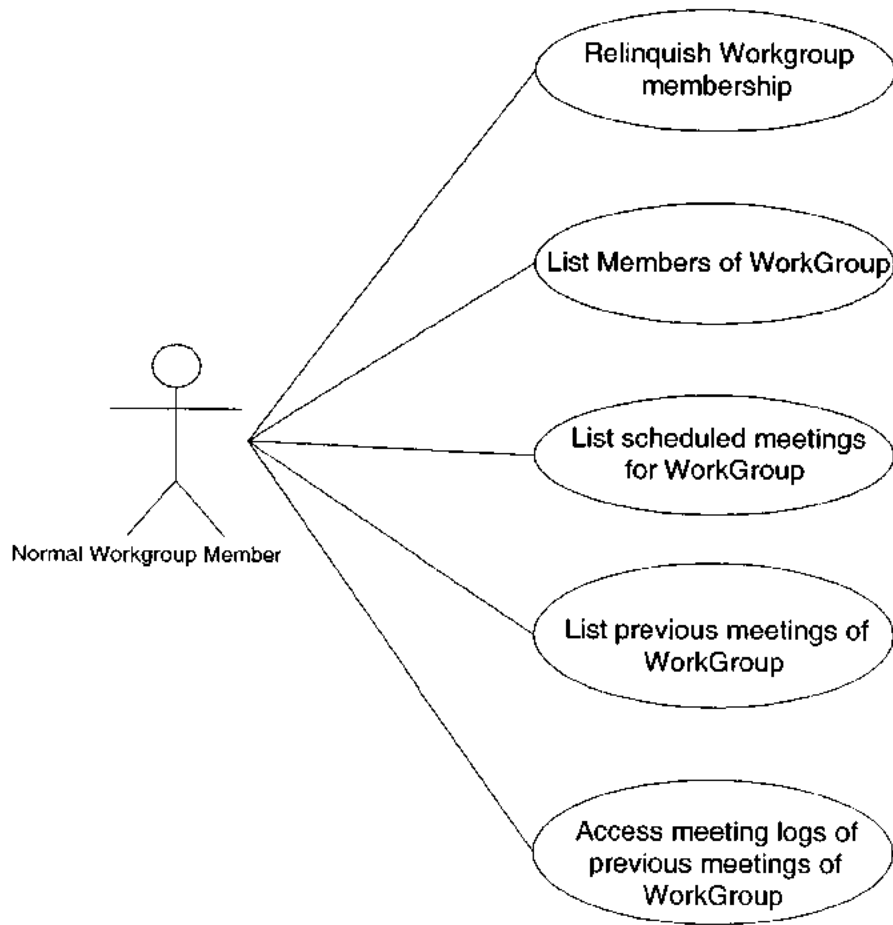 Relinquish Workgroup
membership
List Members of WorkGroup
List scheduled meetings
for WorkGroup
Normal Workgroup Member
List previous meetings of
WorkGroup
Access meeting logs of
previous meetings of
WorkGroup